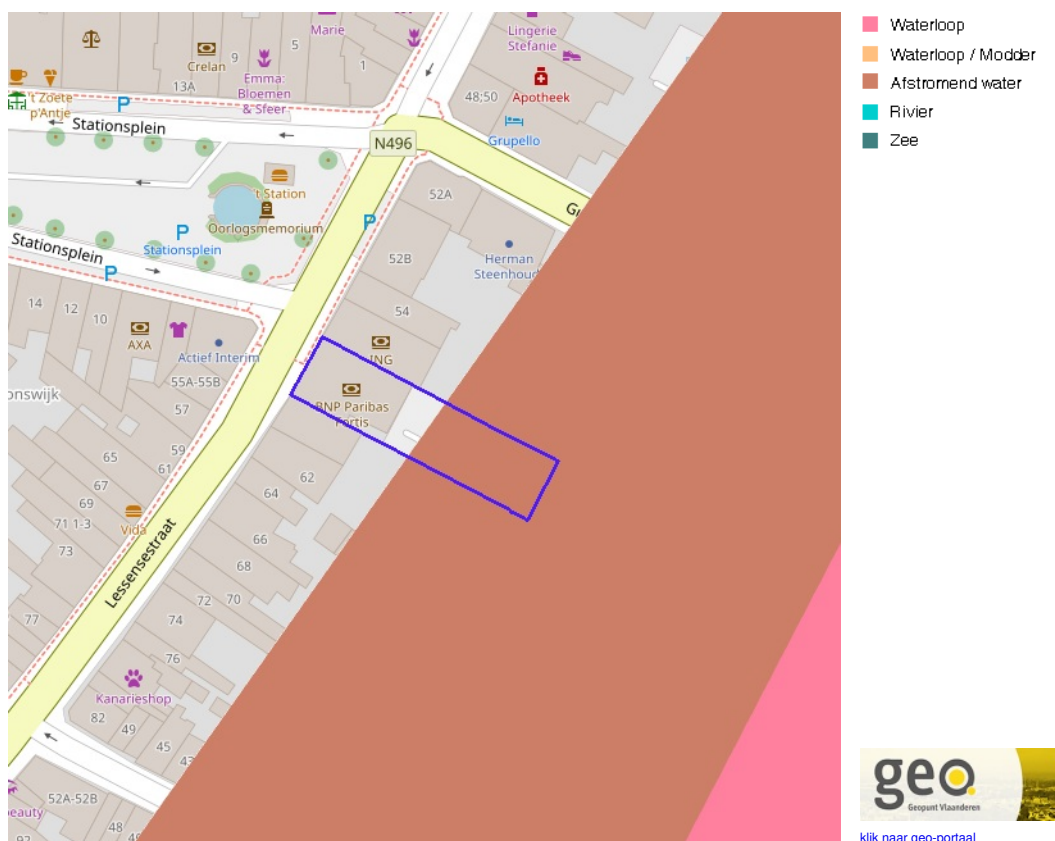 Marie
Crelan
9
5
1
13A
Emma:
Bloemen
& Sfeer
't Zoete
p'Antje
P
Stationsplein
Lingerie
Stefanie
Apotheek
48;50
Grupello
N496
't Station
Oorlogsmemorium
P
Stationsplein
P
52A
Stationsplein
P
52B
Herman
54
14
12
10
AXA
Actief Interim
55A-55B
57
ING
BNP Paribas
Fortis
onswijk
59
61
65
67
69
71 1-3
73
Vida
62
64
66
68
70
72
74
76
77
Lessensestraat
Kanarieshop
82
49
45
52A-52B
48
eauty
Waterloop
Waterloop / Modder
Afstromend water
Rivier
Zee
geo.
Geopunt Vlaanderen
klik naar geo-portaal